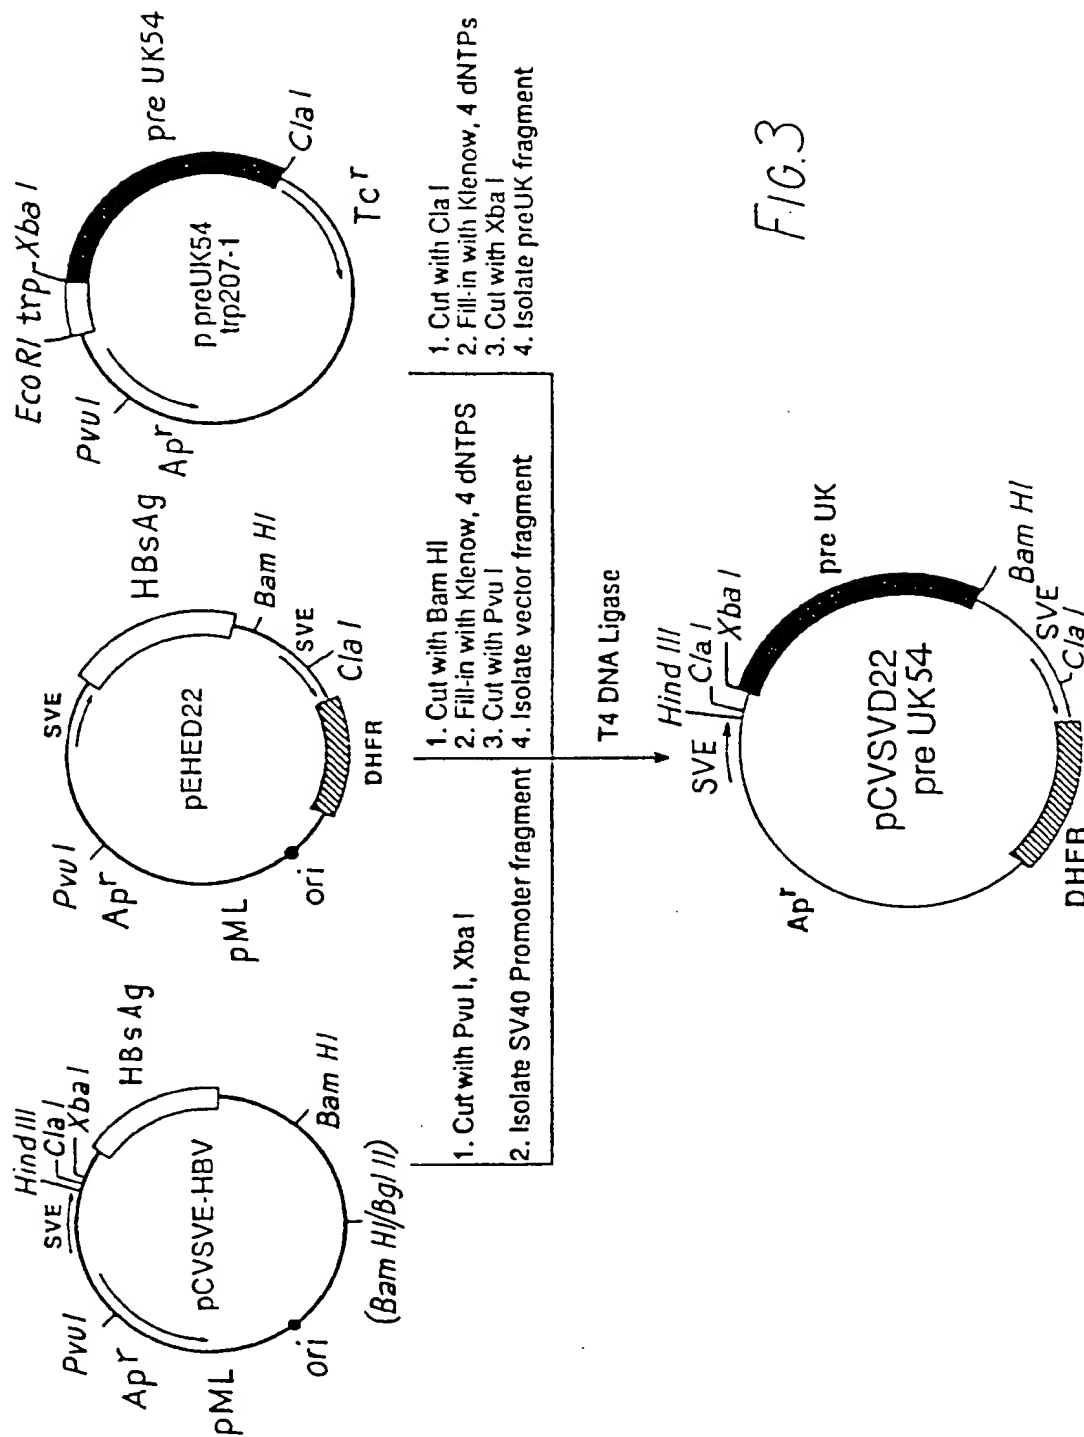 Hind III
Cla I
Xba I
SVE
HBsAg
Pvu I
Apr
pCVSVE-HBV
pML
ori
Bam HI
(Bam HI/Bgl II)
SVE
HBsAg
Pvu I
Apr
pEHED22
Bam HI
SVE
Cla I
pML
ori
DHFR
Eco RI
trp
Xba I
pre UK54
Pvu I
Apr
p preUK54
trp207-1
Cla I
Tcr
1. Cut with Pvu I, Xba I
2. Isolate SV40 Promoter fragment
1. Cut with Bam HI
2. Fill-in with Klenow, 4 dNTPS
3. Cut with Pvu I
4. Isolate vector fragment
1. Cut with Cla I
2. Fill-in with Klenow, 4 dNTPs
3. Cut with Xba I
4. Isolate preUK fragment
T4 DNA Ligase
Hind III
Cla I
Xba I
SVE
pre UK
Apr
pCVSVD22
pre UK54
Bam HI
SVE
Cla I
DHFR
FIG.3